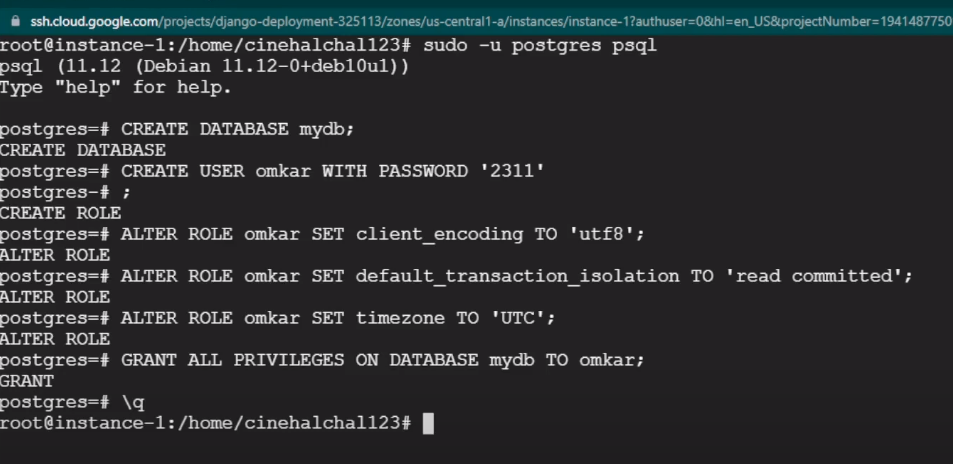 ssh.cloud.google.com/projects/django-deployment-325113/zones/us-central1-a/instances/instance-1?authuser=0&hl=en_US&projectNumber=1941487750
root@instance-1:/home/cinehalchal123# sudo -u postgres psql
psql (11.12 (Debian 11.12-0+deb10u1))
Type "help" for help.
postgres=# CREATE DATABASE mydb;
CREATE DATABASE
postgres=# CREATE USER omkar WITH PASSWORD '2311'
postgres-# ;
CREATE ROLE
postgres=# ALTER ROLE omkar SET client_encoding TO 'utf8';
ALTER ROLE
postgres=# ALTER ROLE omkar SET default_transaction_isolation TO 'read committed';
ALTER ROLE
postgres=# ALTER ROLE omkar SET timezone TO 'UTC';
ALTER ROLE
postgres=# GRANT ALL PRIVILEGES ON DATABASE mydb TO omkar;
GRANT
postgres=# \q
root@instance-1:/home/cinehalchal123#